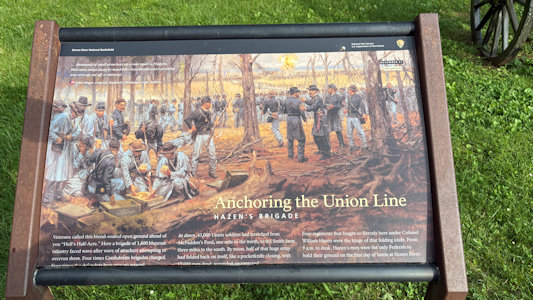 Stones River National Battlefield
National Park Service
U.S. Department of the Interior
Anchoring the Union Line
HAZEN'S BRIGADE
Veterans called this blood-soaked open ground ahead of
you "Hell's Half-Acre." Here a brigade of 1,600 bluecoat
infantry faced wave after wave of attackers attempting to
overrun them. Four times Confederate brigades charged.
At dawn, 43,000 Union soldiers had stretched from
McFadden's Ford, one mile to the north, to the Smith farm
three miles to the south. By noon, half of that huge army
had folded back on itself, like a pocketknife closing, with
Four regiments that fought so fiercely here under Colonel
William Hazen were the hinge of that folding knife. From
9 a.m. to dusk, Hazen's men were the only Federals to
hold their ground on the first day of battle at Stones River.